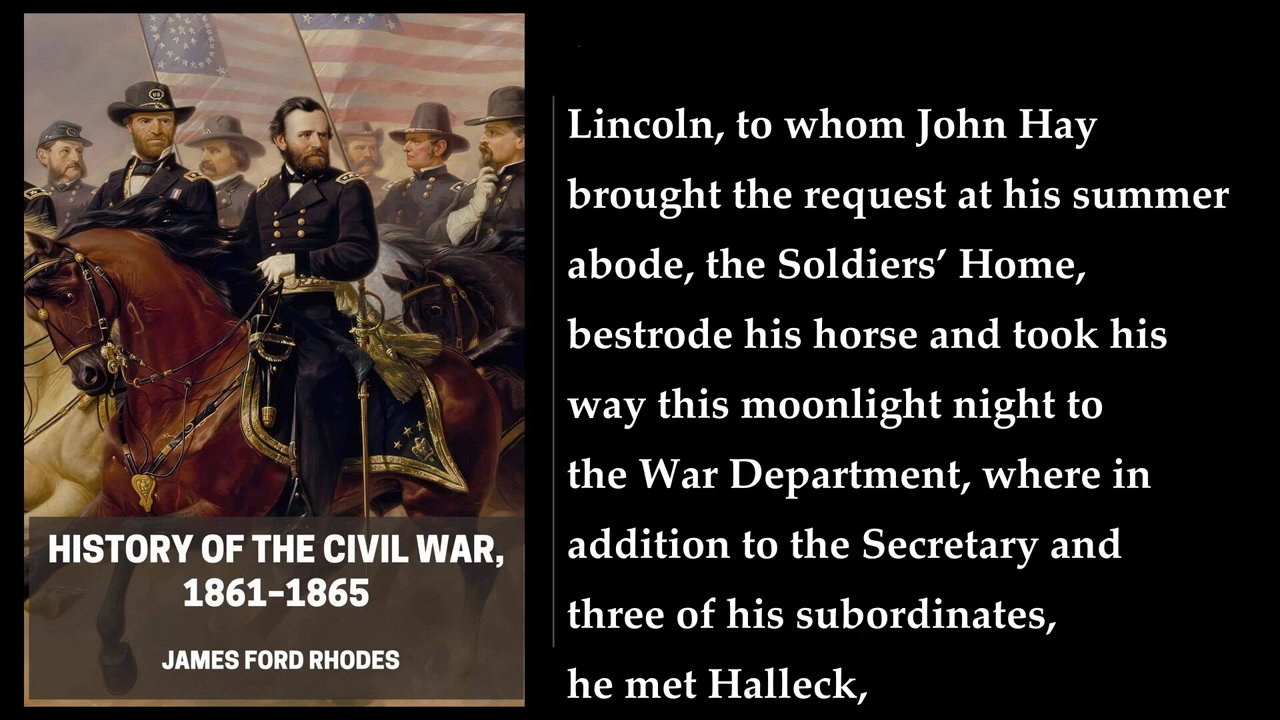 HISTORY OF THE CIVIL WAR,
1861–1865
JAMES FORD RHODES
Lincoln, to whom John Hay
brought the request at his summer
abode, the Soldiers’ Home,
bestrode his horse and took his
way this moonlight night to
the War Department, where in
addition to the Secretary and
three of his subordinates,
he met Halleck,